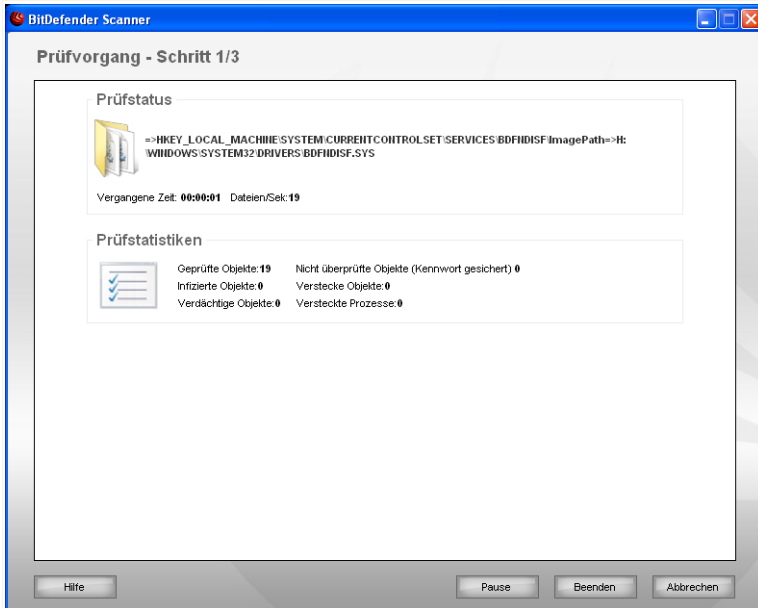 BitDefender Scanner
Prüfvorgang - Schritt 1/3
Prüfstatus
=>HKEY_LOCAL_MACHINE\SYSTEM\CURRENTCONTROLSET\SERVICES\BDFNDISF\ImagePath=>H:
\WINDOWS\SYSTEM32\DRIVERS\BDFNDISF.SYS
Vergangene Zeit: 00:00:01 Dateien/Sek:19
Prüfstatistiken
Geprüfte Objekte:19 Nicht überprüfte Objekte (Kennwort gesichert) 0
Infizierte Objekte:0 Verstecke Objekte:0
Verdächtige Objekte:0 Versteckte Prozesse:0
Hilfe Pause Beenden Abbrechen